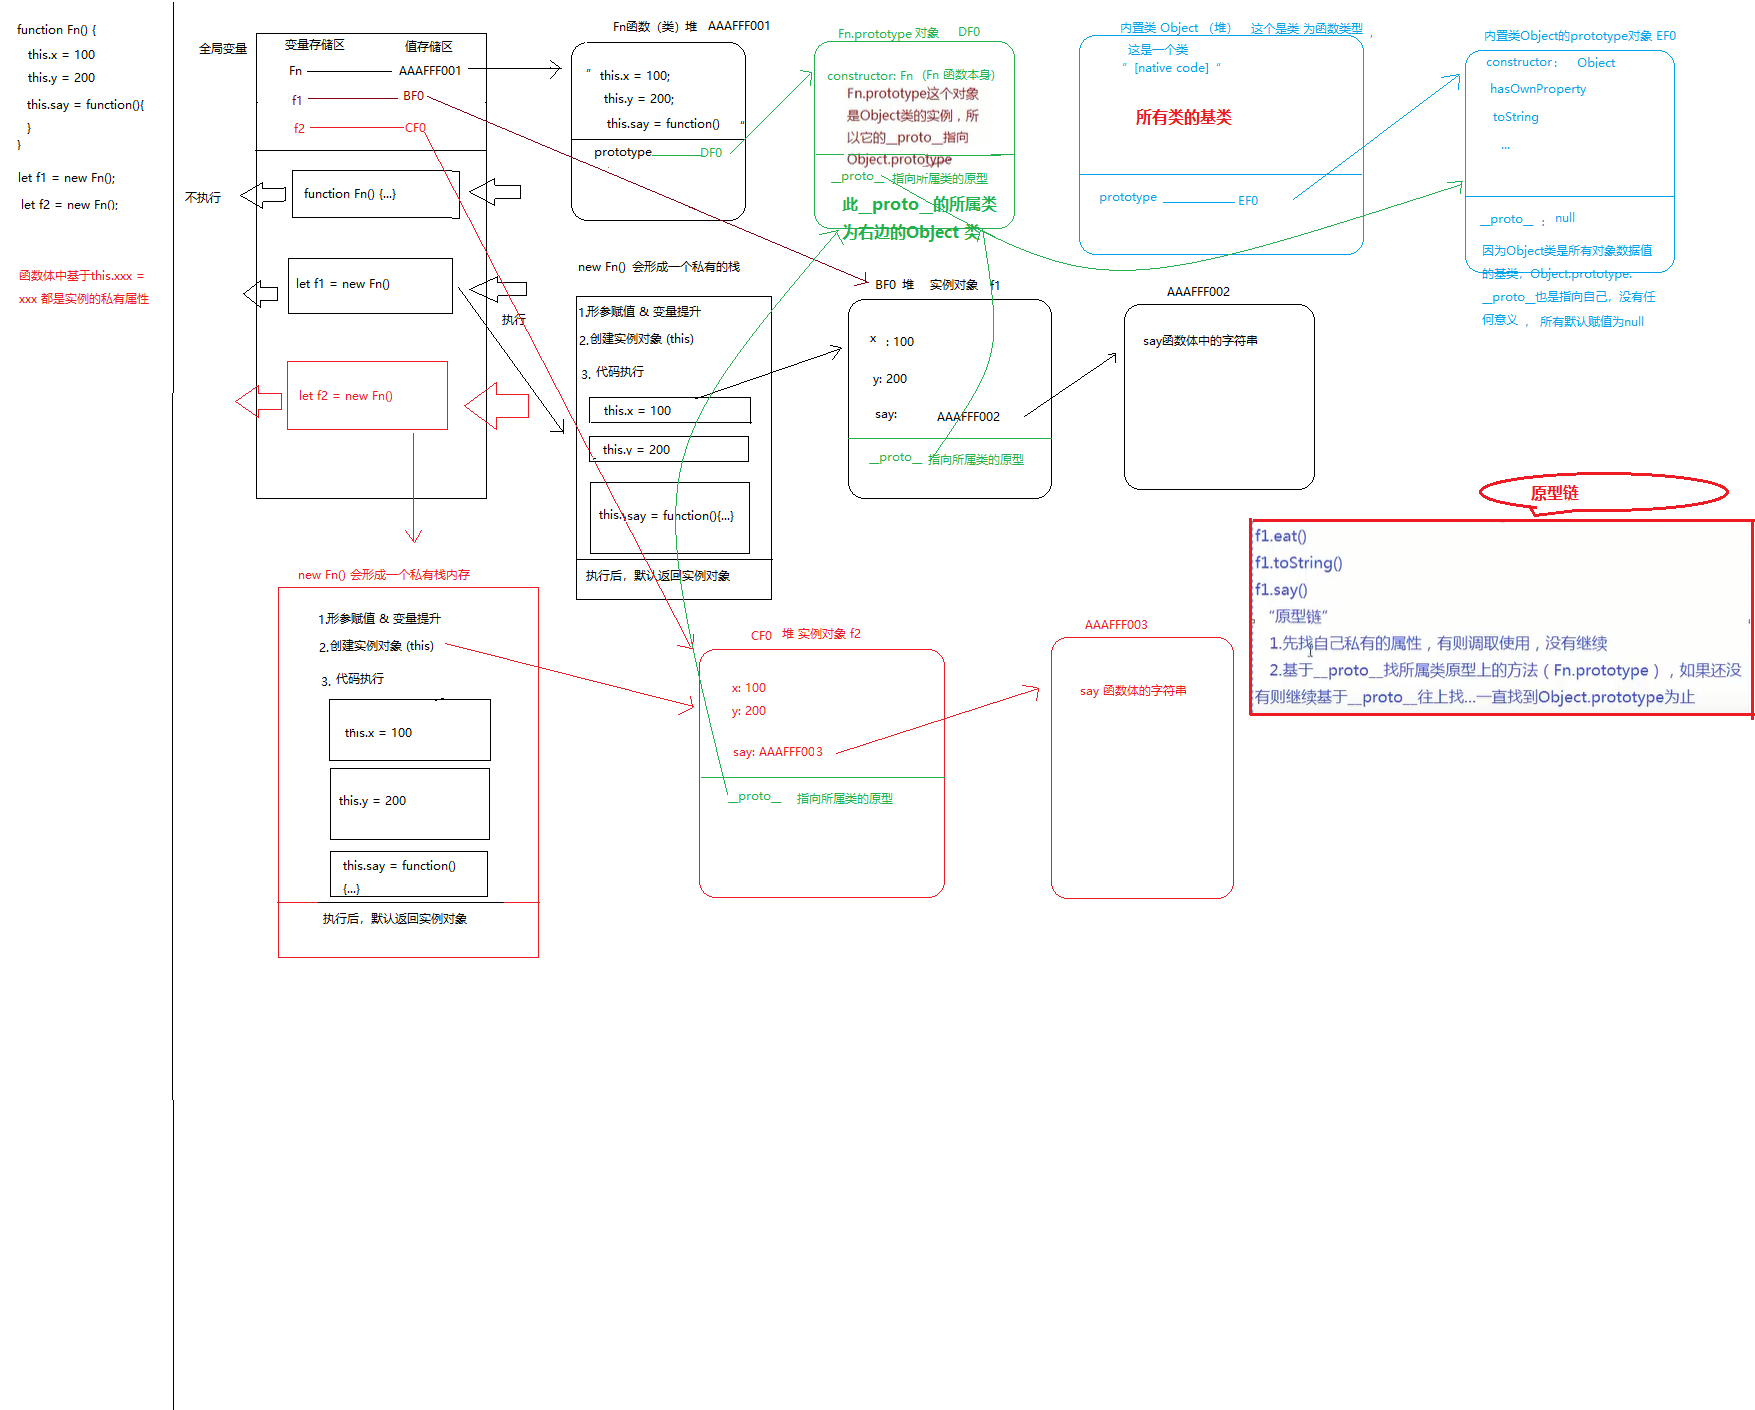 function Fn() {
this.x = 100
this.y = 200
this.say = function(){
}
}
let f1 = new Fn();
let f2 = new Fn();
函数体中基于this.xxx =
xxx 都是实例的私有属性
全局变量
变量存储区 值存储区
Fn AAAFFF001
f1 BF0
f2 CF0
不执行
function Fn() {...}
let f1 = new Fn()
执行
let f2 = new Fn()
Fn函数（类）堆 AAAFFF001
" this.x = 100;
this.y = 200;
this.say = function() "
prototype DF0
Fn.prototype 对象 DF0
constructor: Fn (Fn 函数本身)
Fn.prototype这个对象
是Object类的实例，所
以它的__proto__指向
Object.prototype
__proto__ 指向所属类的原型
此__proto__的所属类
为右边的Object 类
内置类 Object （堆） 这个是类 为函数类型，
这是一个类
" [native code] "
所有类的基类
prototype EF0
内置类Object的prototype对象 EF0
constructor： Object
hasOwnProperty
toString
...
__proto__ ： null
因为Object类是所有对象数据值
的基类，Object.prototype.
__proto__也是指向自己，没有任
何意义 ， 所有默认赋值为null
new Fn() 会形成一个私有的栈
1.形参赋值 & 变量提升
2.创建实例对象 (this)
3. 代码执行
this.x = 100
this.y = 200
this.say = function(){...}
执行后，默认返回实例对象
BF0 堆 实例对象 f1
x : 100
y: 200
say: AAAFFF002
__proto__ 指向所属类的原型
AAAFFF002
say函数体中的字符串
原型链
f1.eat()
f1.toString()
f1.say()
“原型链”
1.先找自己私有的属性，有则调取使用，没有继续
2.基于__proto__找所属类原型上的方法（Fn.prototype），如果还没
有则继续基于__proto__往上找...一直找到Object.prototype为止
new Fn() 会形成一个私有栈内存
1.形参赋值 & 变量提升
2.创建实例对象 (this)
3. 代码执行
this.x = 100
this.y = 200
this.say = function()
{...}
执行后，默认返回实例对象
CF0 堆 实例对象 f2
x: 100
y: 200
say: AAAFFF003
__proto__ 指向所属类的原型
AAAFFF003
say 函数体的字符串